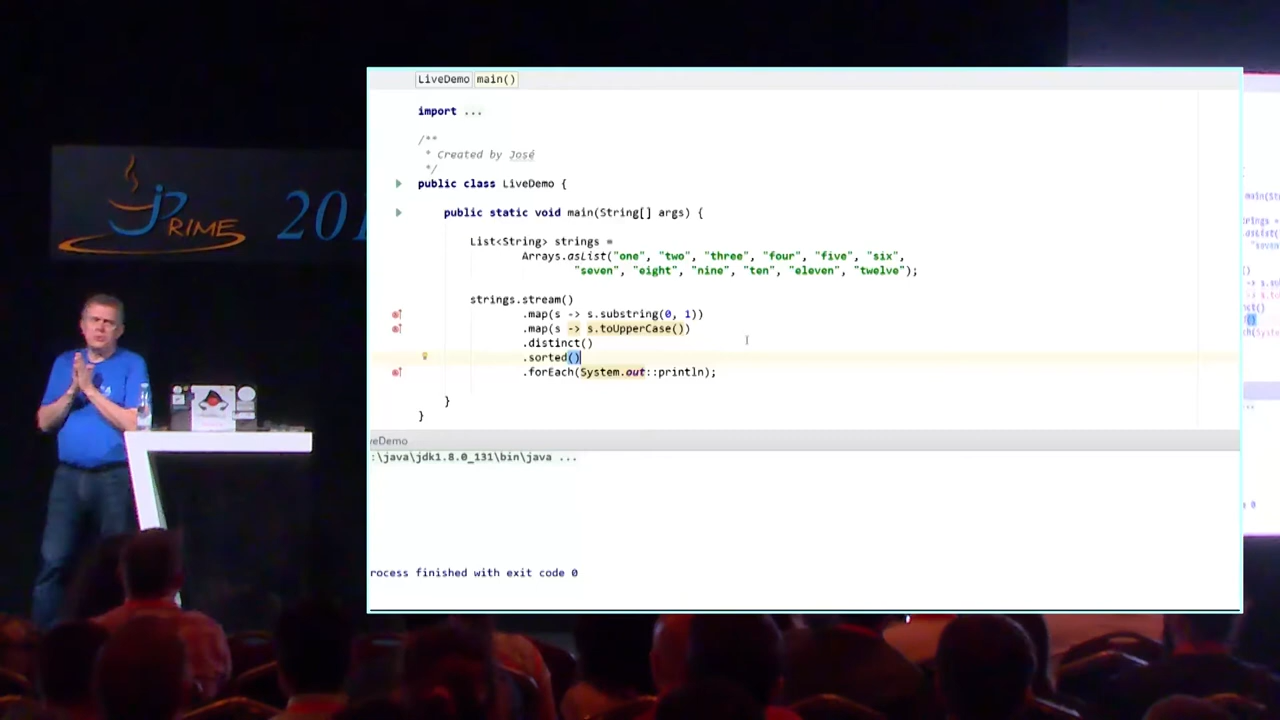 JPRIME 201
LiveDemo main()
import ...
/**
* Created by José
*/
public class LiveDemo {
public static void main(String[] args) {
List<String> strings =
Arrays.asList("one", "two", "three", "four", "five", "six",
"seven", "eight", "nine", "ten", "eleven", "twelve");
strings.stream()
.map(s -> s.substring(0, 1))
.map(s -> s.toUpperCase())
.distinct()
.sorted()
.forEach(System.out::println);
}
}
veDemo
:\java\jdk1.8.0_131\bin\java ...
rocess finished with exit code 0